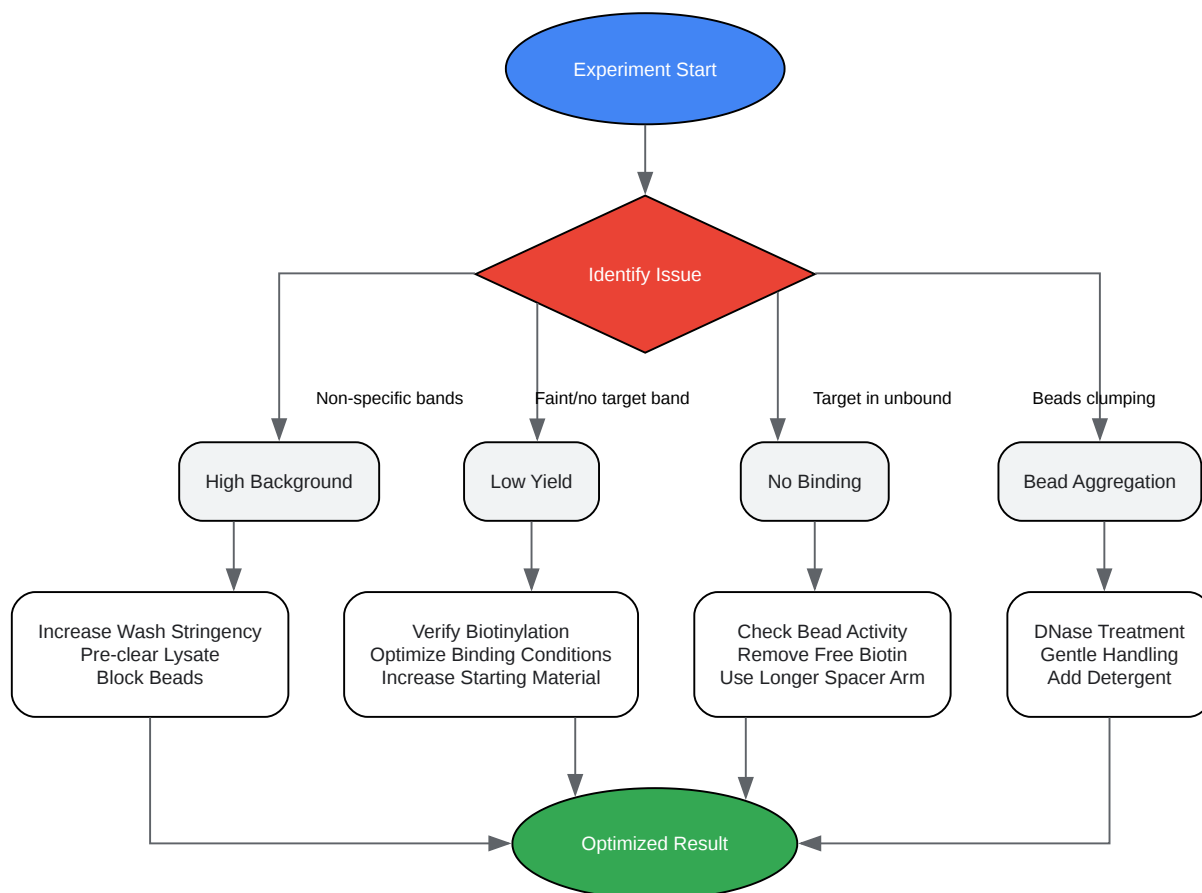 Experiment Start
Identify Issue
Non-specific bands
Faint/no target band
Target in unbound
Beads clumping
High Background
Low Yield
No Binding
Bead Aggregation
Increase Wash Stringency
Pre-clear Lysate
Block Beads
Verify Biotinylation
Optimize Binding Conditions
Increase Starting Material
Check Bead Activity
Remove Free Biotin
Use Longer Spacer Arm
DNase Treatment
Gentle Handling
Add Detergent
Optimized Result